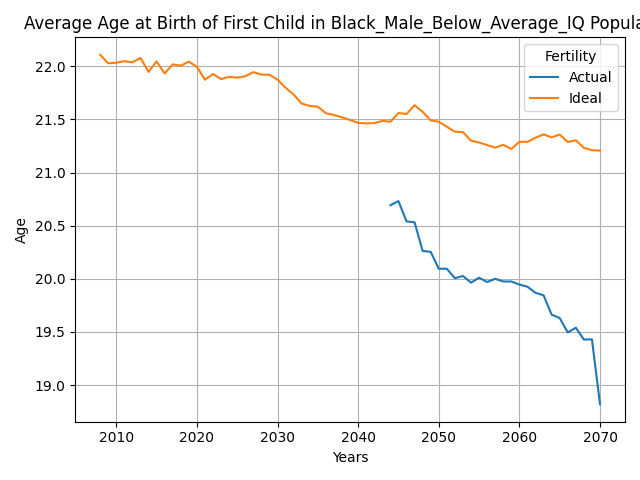 Average Age at Birth of First Child in Black_Male_Below_Average_IQ Popula
Fertility
Actual
Ideal
22.0
21.5
21.0
20.5
20.0
19.5
19.0
Age
2010 2020 2030 2040 2050 2060 2070
Years